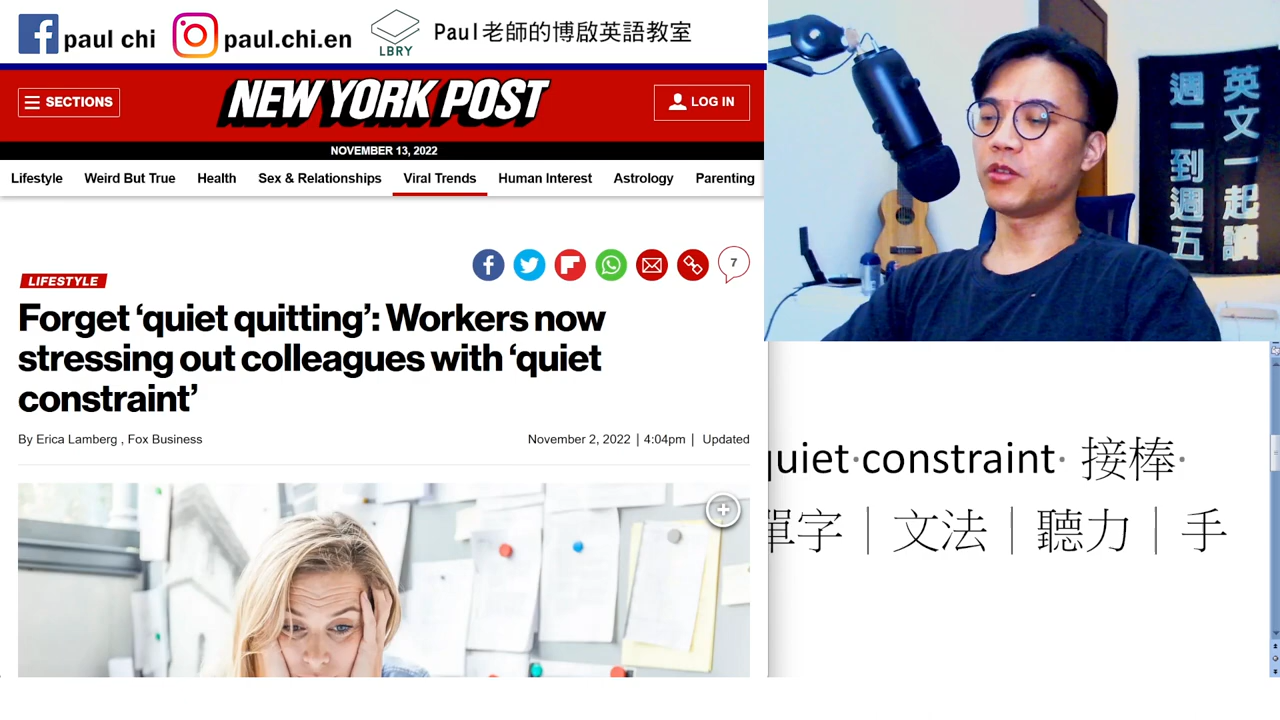 paul chi
paul.chi.en
LBRY
Paul老師的博啟英語教室
SECTIONS
NEW YORK POST
LOG IN
NOVEMBER 13, 2022
Lifestyle Weird But True Health Sex & Relationships Viral Trends Human Interest Astrology Parenting
7
LIFESTYLE
Forget ‘quiet quitting’: Workers now
stressing out colleagues with ‘quiet
constraint’
By Erica Lamberg , Fox Business
November 2, 2022 | 4:04pm | Updated
英文一起讀
週一到週五
quiet constraint 接棒
單字｜文法｜聽力｜手